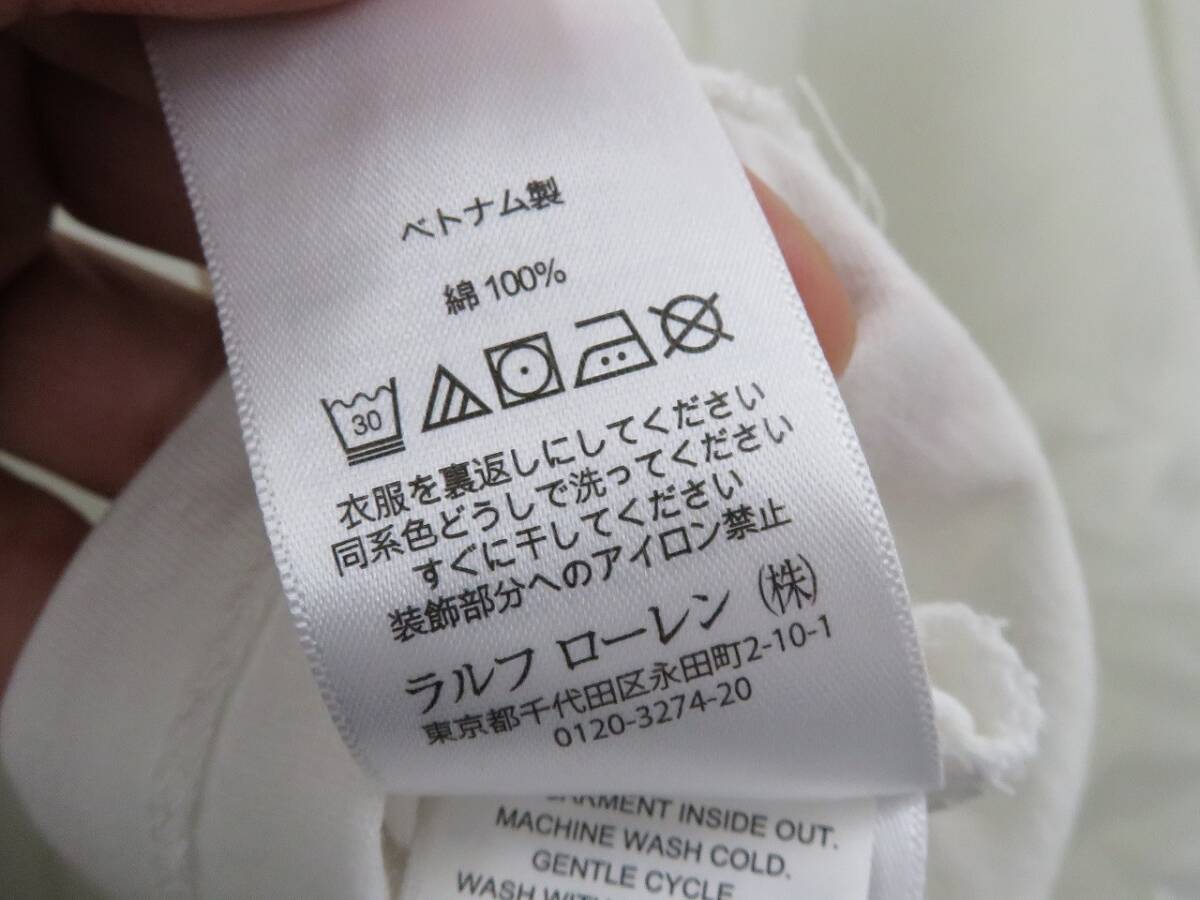 ベトナム製
綿 100%
30
衣服を裏返しにしてください
同系色どうしで洗ってください
すぐに干してください
装飾部分へのアイロン禁止
ラルフ ローレン (株)
東京都千代田区永田町2-10-1
0120-3274-20
GARMENT INSIDE OUT.
MACHINE WASH COLD.
GENTLE CYCLE
WASH